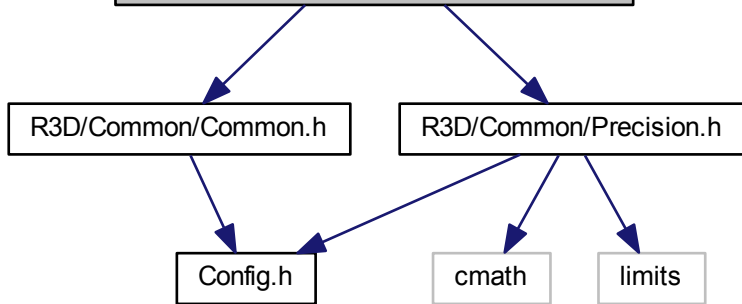 R3D/Common/Common.h
R3D/Common/Precision.h
Config.h
cmath
limits